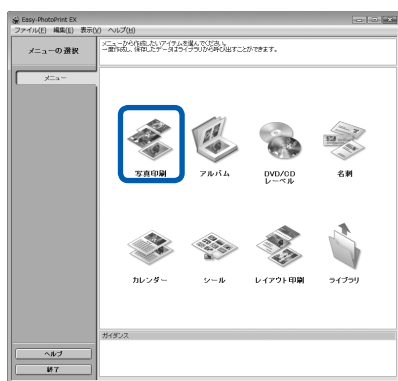 Easy-PhotoPrint EX
ファイル(F) 編集(E) 表示(V) ヘルプ(H)
メニューの選択
メニューから作成したいアイテムを選んでください。
一度作成し、保存したデータはライブラリから呼び出すことができます。
メニュー
写真印刷
アルバム
DVD/CD
レーベル
名刺
カレンダー
シール
レイアウト印刷
ライブラリ
ガイダンス
ヘルプ
終了